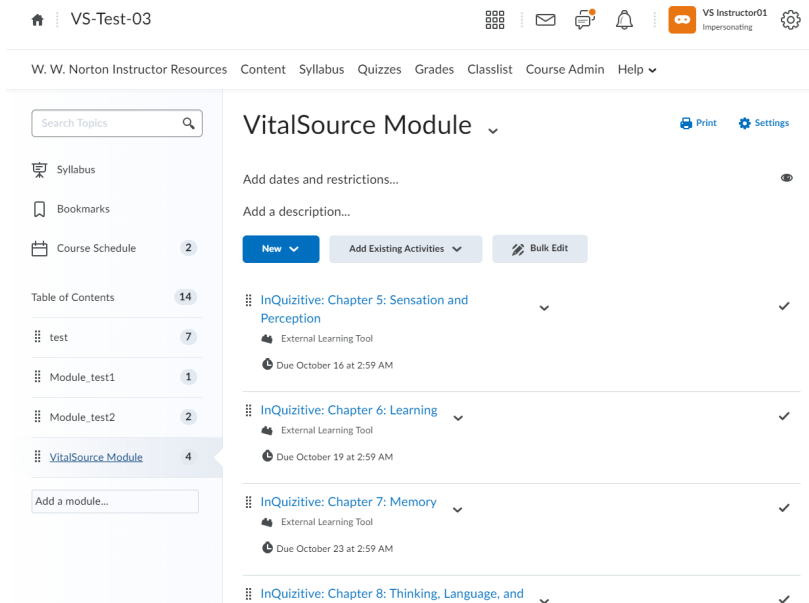 VS-Test-03
VS Instructor01
Impersonating
W. W. Norton Instructor Resources Content Syllabus Quizzes Grades Classlist Course Admin Help
Search Topics
Syllabus
Bookmarks
Course Schedule 2
Table of Contents 14
test 7
Module_test1 1
Module_test2 2
VitalSource Module 4
Add a module...
VitalSource Module
Print Settings
Add dates and restrictions...
Add a description...
New Add Existing Activities Bulk Edit
InQuizitive: Chapter 5: Sensation and
Perception
External Learning Tool
Due October 16 at 2:59 AM
InQuizitive: Chapter 6: Learning
External Learning Tool
Due October 19 at 2:59 AM
InQuizitive: Chapter 7: Memory
External Learning Tool
Due October 23 at 2:59 AM
InQuizitive: Chapter 8: Thinking, Language, and